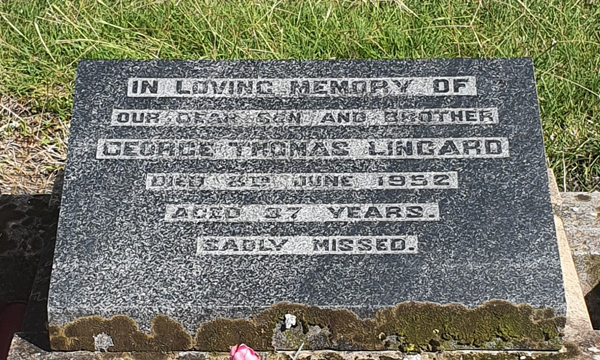 IN LOVING MEMORY OF
OUR DEAR SON AND BROTHER
GEORGE THOMAS LINGARD
DIED JUNE 1952
AGED 37 YEARS.
SADLY MISSED.